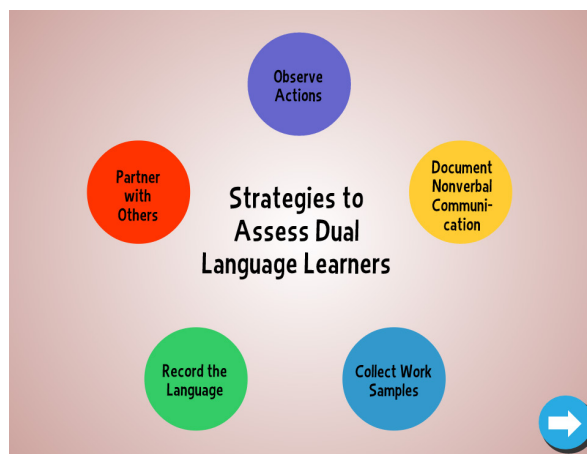 Observe
Actions
Partner
with
Others
Document
Nonverbal
Communi-
cation
Strategies to
Assess Dual
Language Learners
Record the
Language
Collect Work
Samples